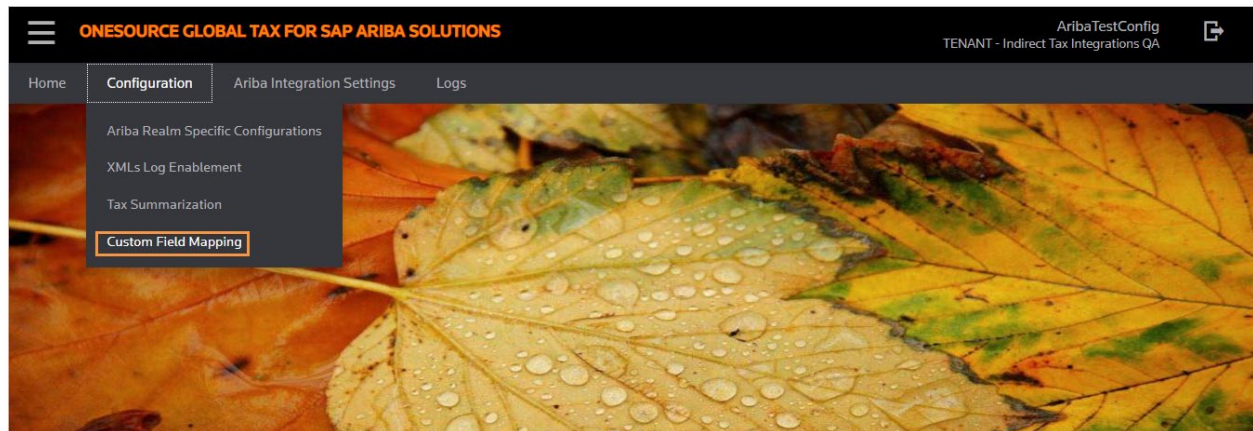 ONESOURCE GLOBAL TAX FOR SAP ARIBA SOLUTIONS
AribaTestConfig
TENANT - Indirect Tax Integrations QA
Home Configuration Ariba Integration Settings Logs
Ariba Realm Specific Configurations
XMLs Log Enablement
Tax Summarization
Custom Field Mapping